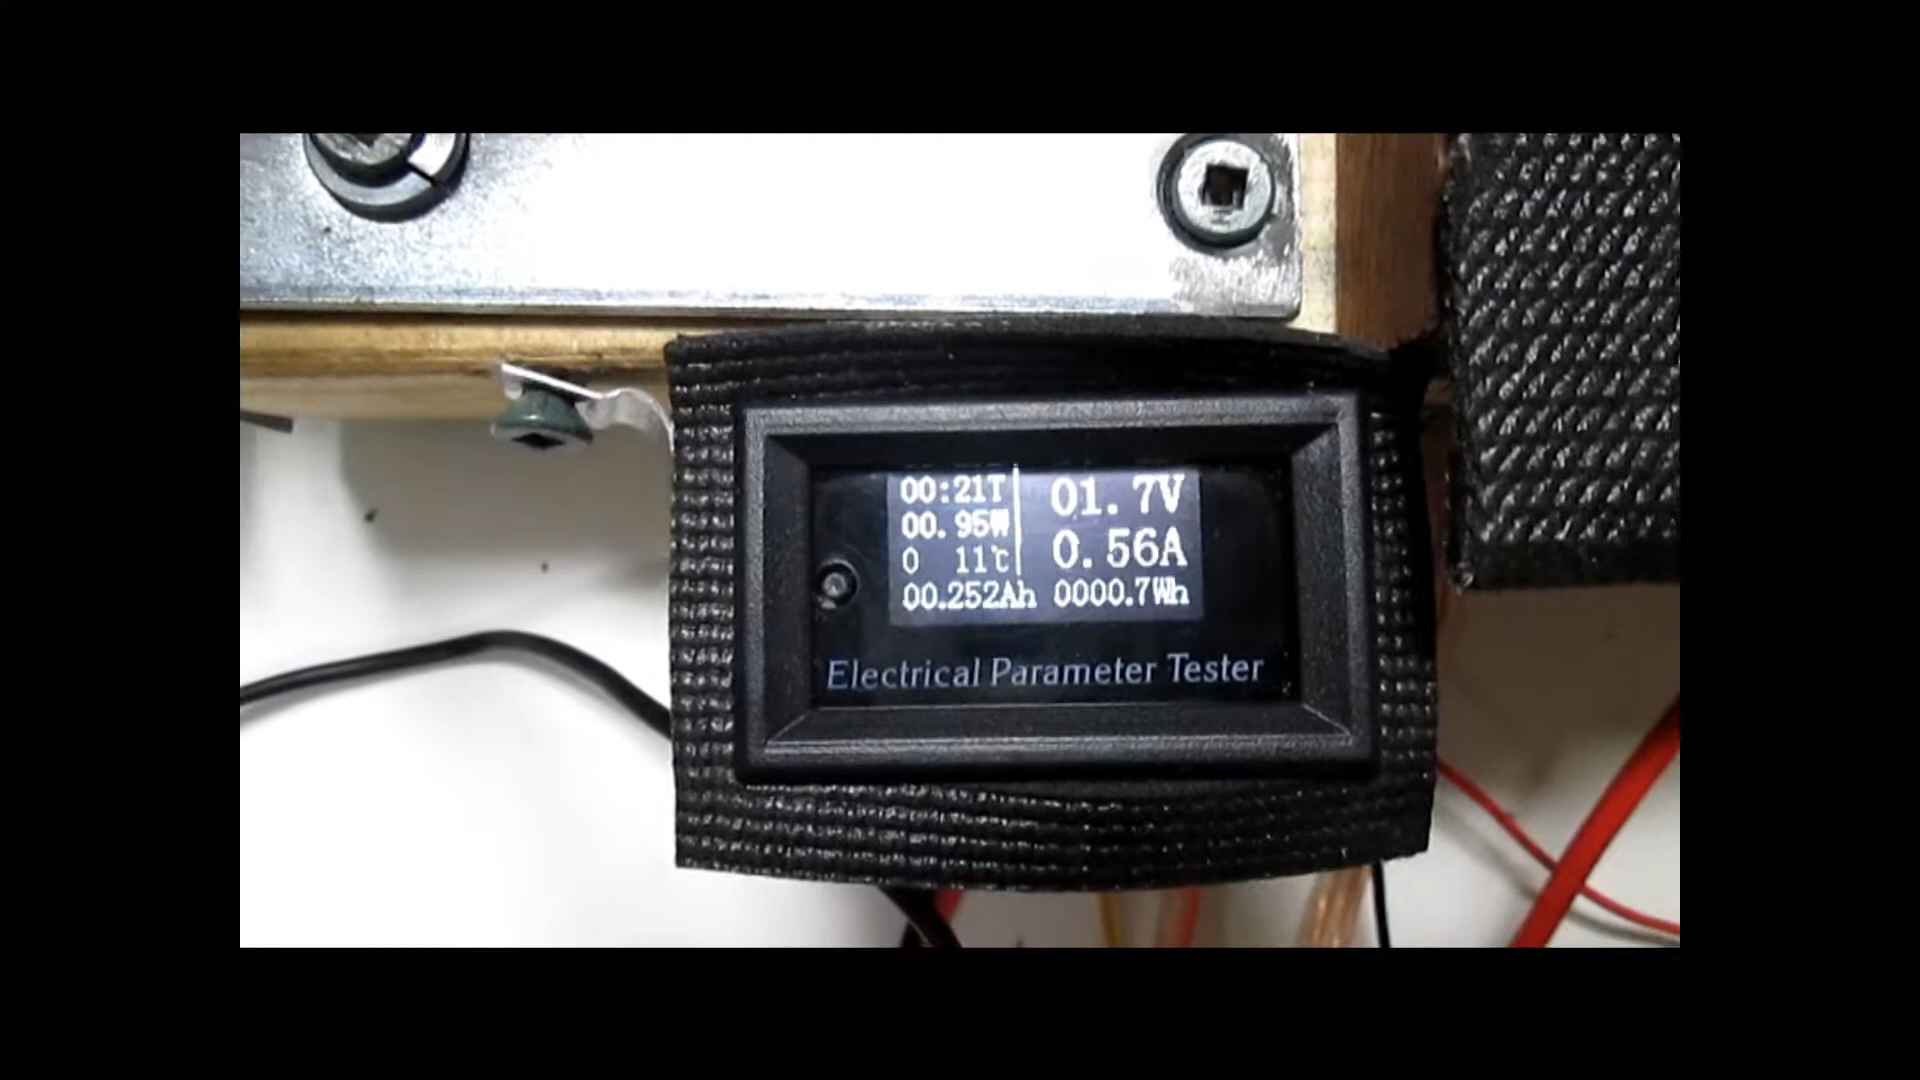 00:21T
00.95W
0 11℃
01.7V
0.56A
00.252Ah 0000.7Wh
Electrical Parameter Tester